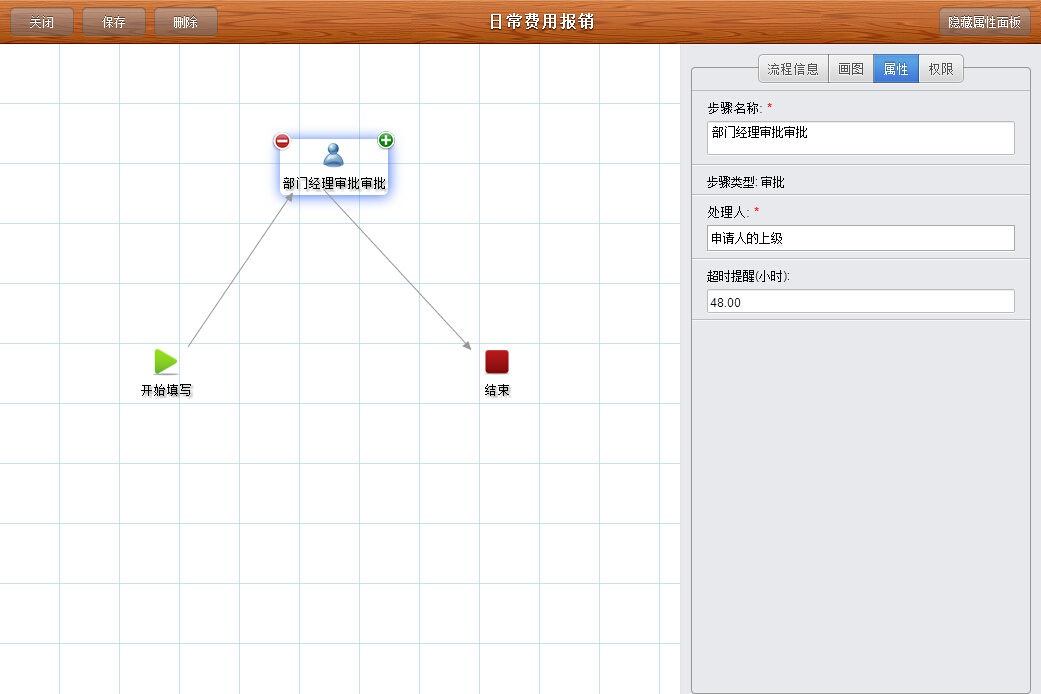 关闭
保存
删除
日常费用报销
隐藏属性面板
流程信息
画图
属性
权限
步骤名称: *
部门经理审批审批
步骤类型: 审批
处理人: *
申请人的上级
超时提醒(小时):
48.00
部门经理审批审批
开始填写
结束